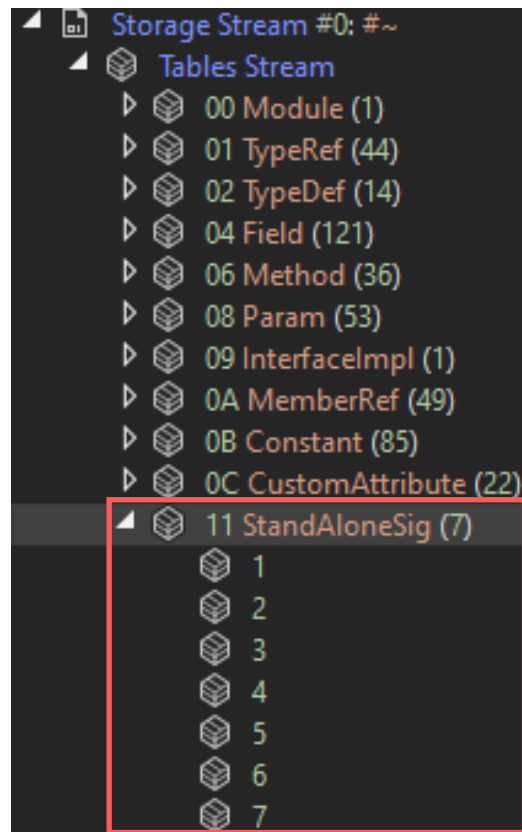 Storage Stream #0: #~
Tables Stream
00 Module (1)
01 TypeRef (44)
02 TypeDef (14)
04 Field (121)
06 Method (36)
08 Param (53)
09 InterfaceImpl (1)
0A MemberRef (49)
0B Constant (85)
0C CustomAttribute (22)
11 StandAloneSig (7)
1
2
3
4
5
6
7